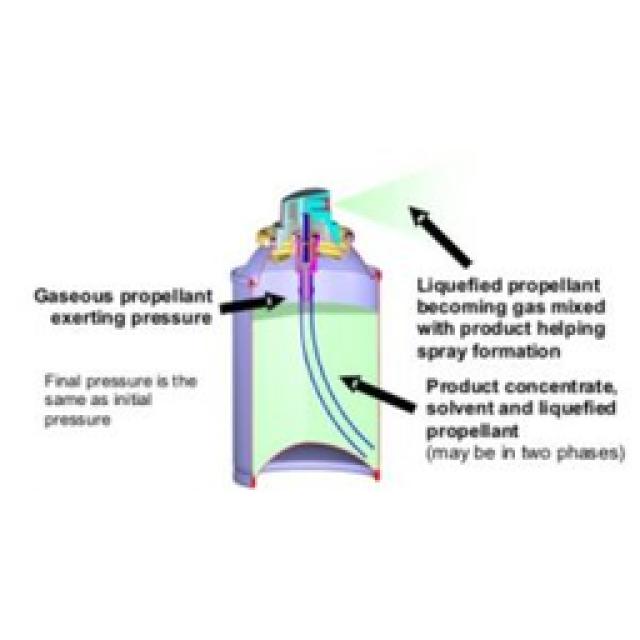 Gaseous propellant
exerting pressure
Final pressure is the
same as initial
pressure
Liquefied propellant
becoming gas mixed
with product helping
spray formation
Product concentrate,
solvent and liquefied
propellant
(may be in two phases)